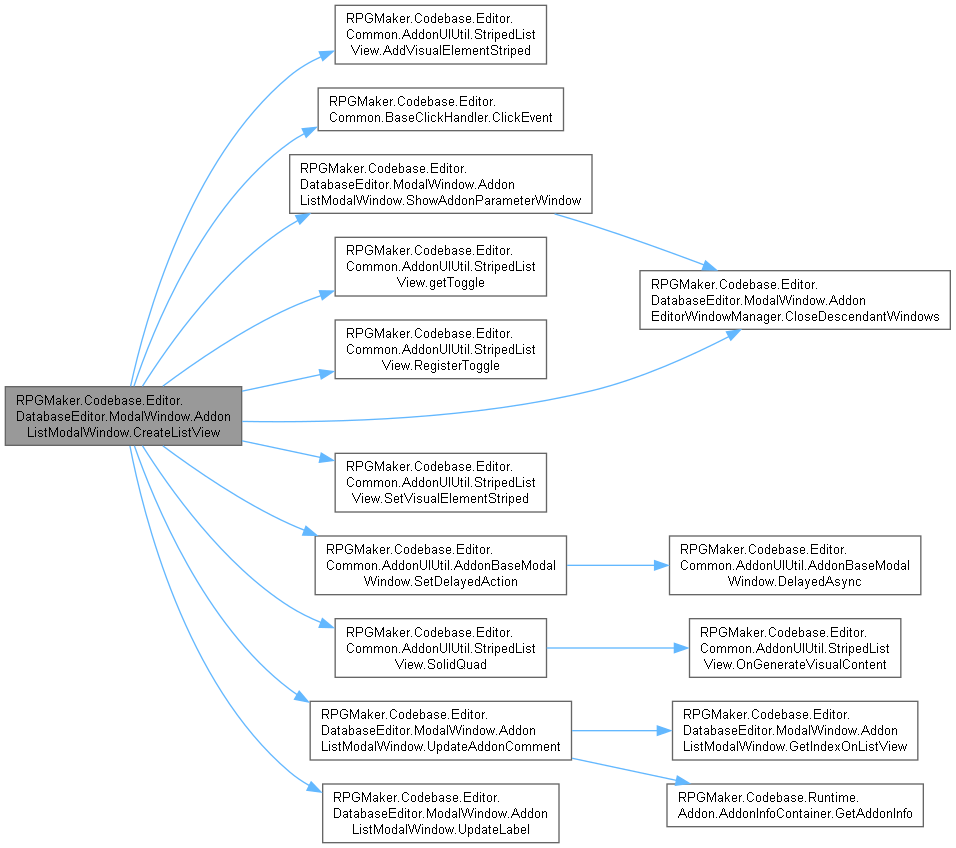 RPGMaker.Codebase.Editor.
Common.AddonUIUtil.StripedList
View.AddVisualElementStriped
RPGMaker.Codebase.Editor.
Common.BaseClickHandler.ClickEvent
RPGMaker.Codebase.Editor.
DatabaseEditor.ModalWindow.Addon
ListModalWindow.ShowAddonParameterWindow
RPGMaker.Codebase.Editor.
Common.AddonUIUtil.StripedList
View.getToggle
RPGMaker.Codebase.Editor.
DatabaseEditor.ModalWindow.Addon
EditorWindowManager.CloseDescendantWindows
RPGMaker.Codebase.Editor.
Common.AddonUIUtil.StripedList
View.RegisterToggle
RPGMaker.Codebase.Editor.
DatabaseEditor.ModalWindow.Addon
ListModalWindow.CreateListView
RPGMaker.Codebase.Editor.
Common.AddonUIUtil.StripedList
View.SetVisualElementStriped
RPGMaker.Codebase.Editor.
Common.AddonUIUtil.AddonBaseModal
Window.SetDelayedAction
RPGMaker.Codebase.Editor.
Common.AddonUIUtil.AddonBaseModal
Window.DelayedAsync
RPGMaker.Codebase.Editor.
Common.AddonUIUtil.StripedList
View.SolidQuad
RPGMaker.Codebase.Editor.
Common.AddonUIUtil.StripedList
View.OnGenerateVisualContent
RPGMaker.Codebase.Editor.
DatabaseEditor.ModalWindow.Addon
ListModalWindow.UpdateAddonComment
RPGMaker.Codebase.Editor.
DatabaseEditor.ModalWindow.Addon
ListModalWindow.GetIndexOnListView
RPGMaker.Codebase.Runtime.
Addon.AddonInfoContainer.GetAddonInfo
RPGMaker.Codebase.Editor.
DatabaseEditor.ModalWindow.Addon
ListModalWindow.UpdateLabel